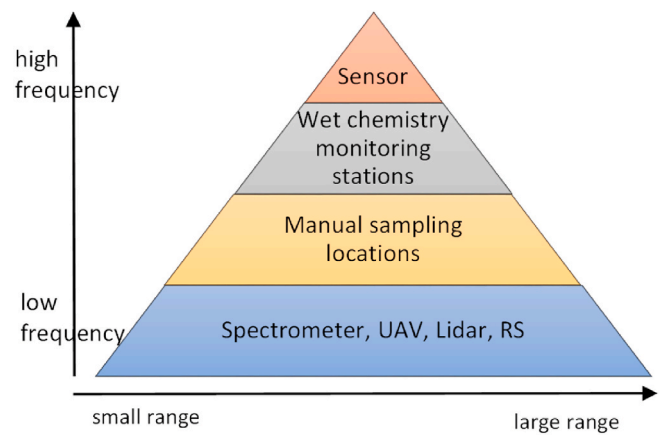 high
frequency
Sensor
Wet chemistry
monitoring
stations
Manual sampling
locations
low
frequency
Spectrometer, UAV, Lidar, RS
small range
large range